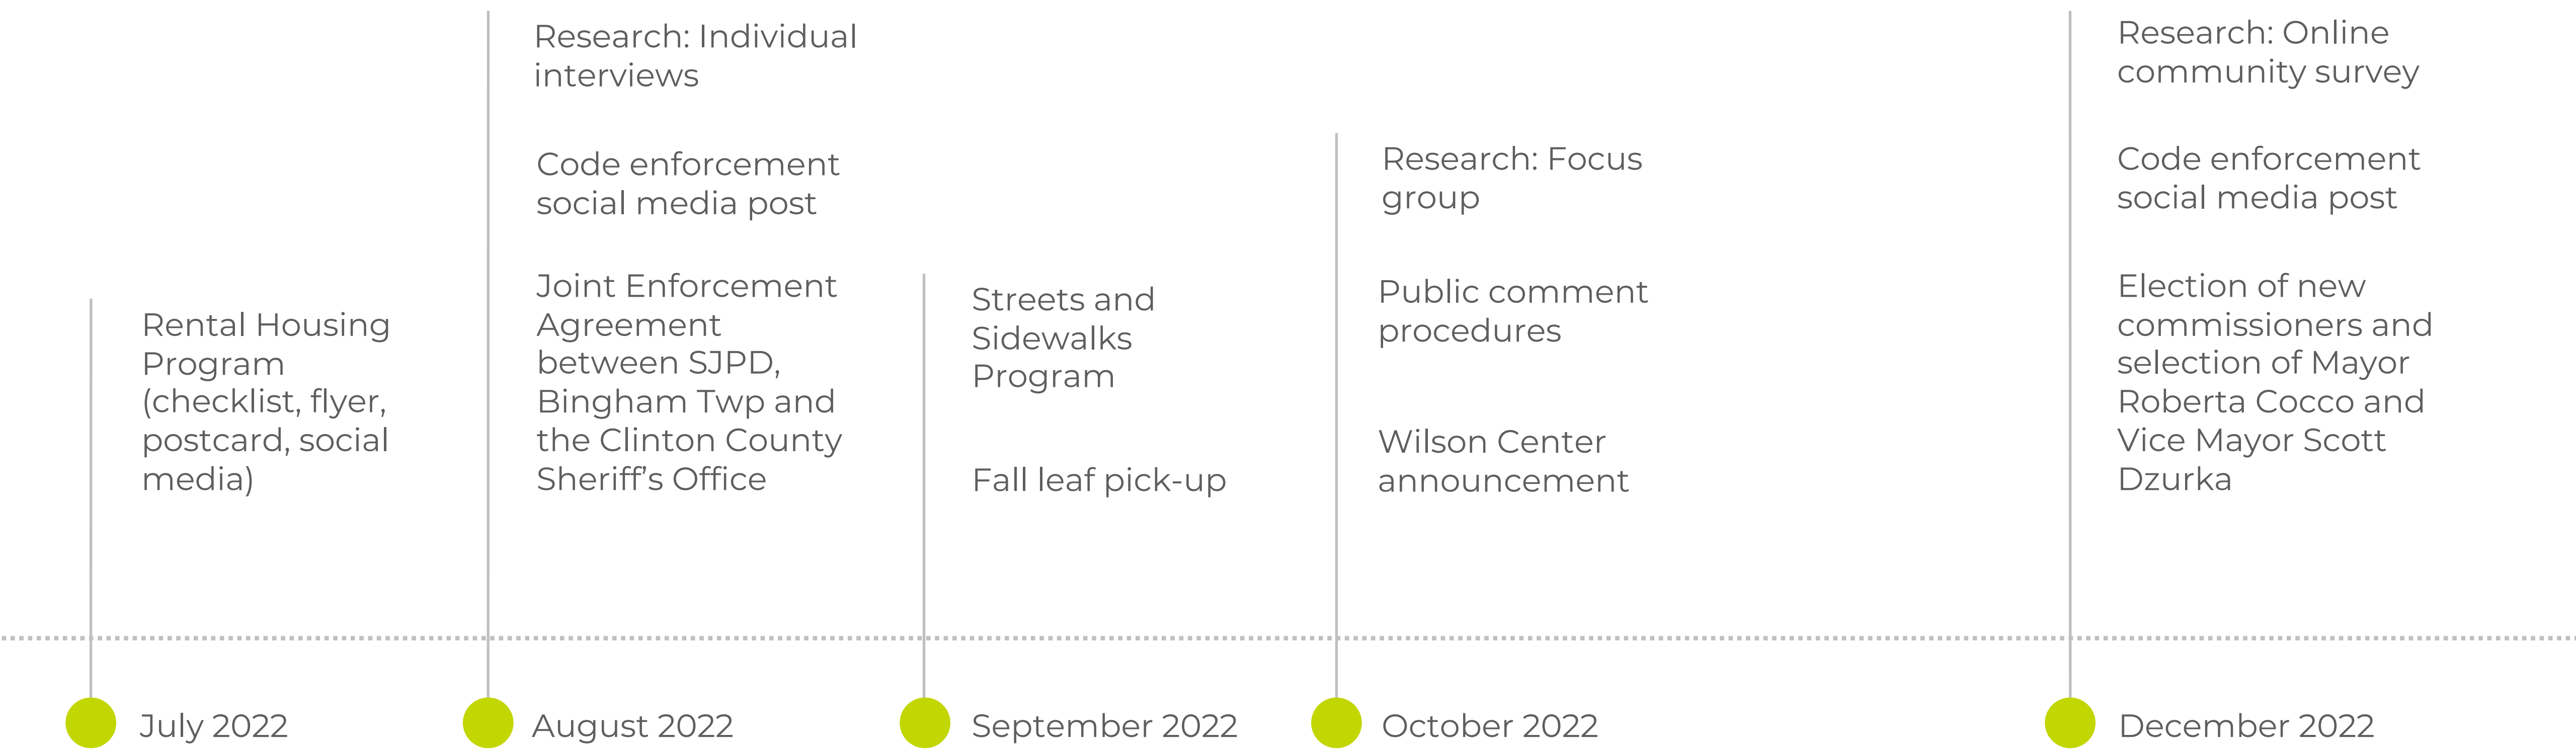 Rental Housing
Program
(checklist, flyer,
postcard, social
media)
July 2022
Research: Individual
interviews
Code enforcement
social media post
Joint Enforcement
Agreement
between SJPD,
Bingham Twp and
the Clinton County
Sheriff's Office
August 2022
Streets and
Sidewalks
Program
Fall leaf pick-up
September 2022
Research: Focus
group
Public comment
procedures
Wilson Center
announcement
October 2022
Research: Online
community survey
Code enforcement
social media post
Election of new
commissioners and
selection of Mayor
Roberta Cocco and
Vice Mayor Scott
Dzurka
December 2022